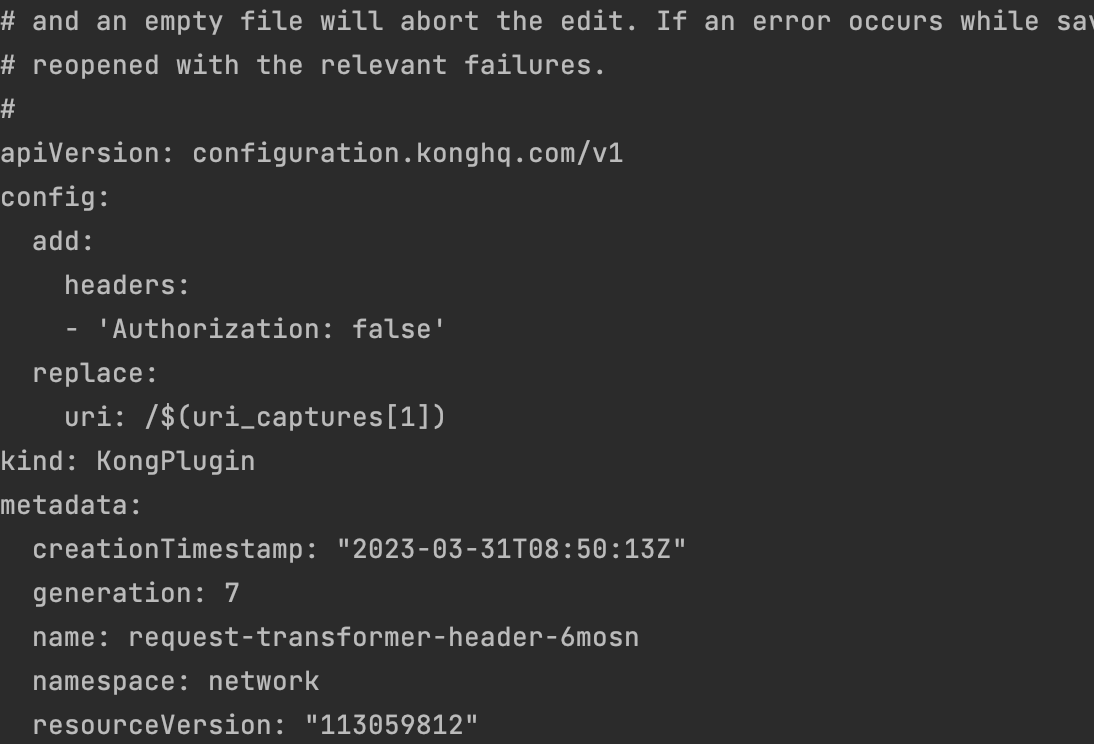 # and an empty file will abort the edit. If an error occurs while sav
# reopened with the relevant failures.
#
apiVersion: configuration.konghq.com/v1
config:
  add:
    headers:
    - 'Authorization: false'
  replace:
    uri: /$(uri_captures[1])
kind: KongPlugin
metadata:
  creationTimestamp: "2023-03-31T08:50:13Z"
  generation: 7
  name: request-transformer-header-6mosn
  namespace: network
  resourceVersion: "113059812"